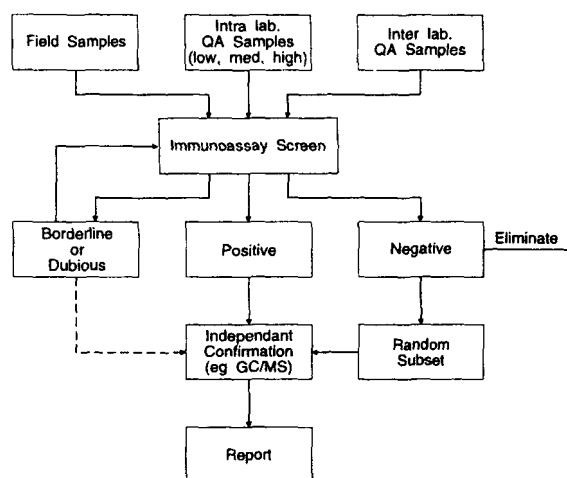 Field Samples
Intra lab.
QA Samples
(low, med, high)
Inter lab.
QA Samples
Immunoassay Screen
Borderline
or
Dubious
Positive
Negative
Eliminate
Independant
Confirmation
(eg GC/MS)
Random
Subset
Report